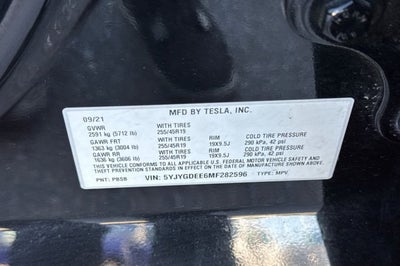 MFD BY TESLA, INC.
09/21
GVWR WITH TIRES
2591 kg (5712 lb) 255/45R19
GAWR FRT WITH TIRES RIM COLD TIRE PRESSURE
1363 kg (3004 lb) 255/45R19 19X9.5J 290 kPa, 42 psi
GAWR RR WITH TIRES RIM COLD TIRE PRESSURE
1636 kg (3606 lb) 255/45R19 19X9.5J 290 kPa, 42 psi
THIS VEHICLE CONFORMS TO ALL APPLICABLE U.S. FEDERAL MOTOR VEHICLE SAFETY AND
THEFT PREVENTION STANDARDS IN EFFECT ON THE DATE OF MANUFACTURE SHOWN ABOVE.
PNT: PBSB VIN: 5YJYGDEE6MF282596 TYPE: MPV